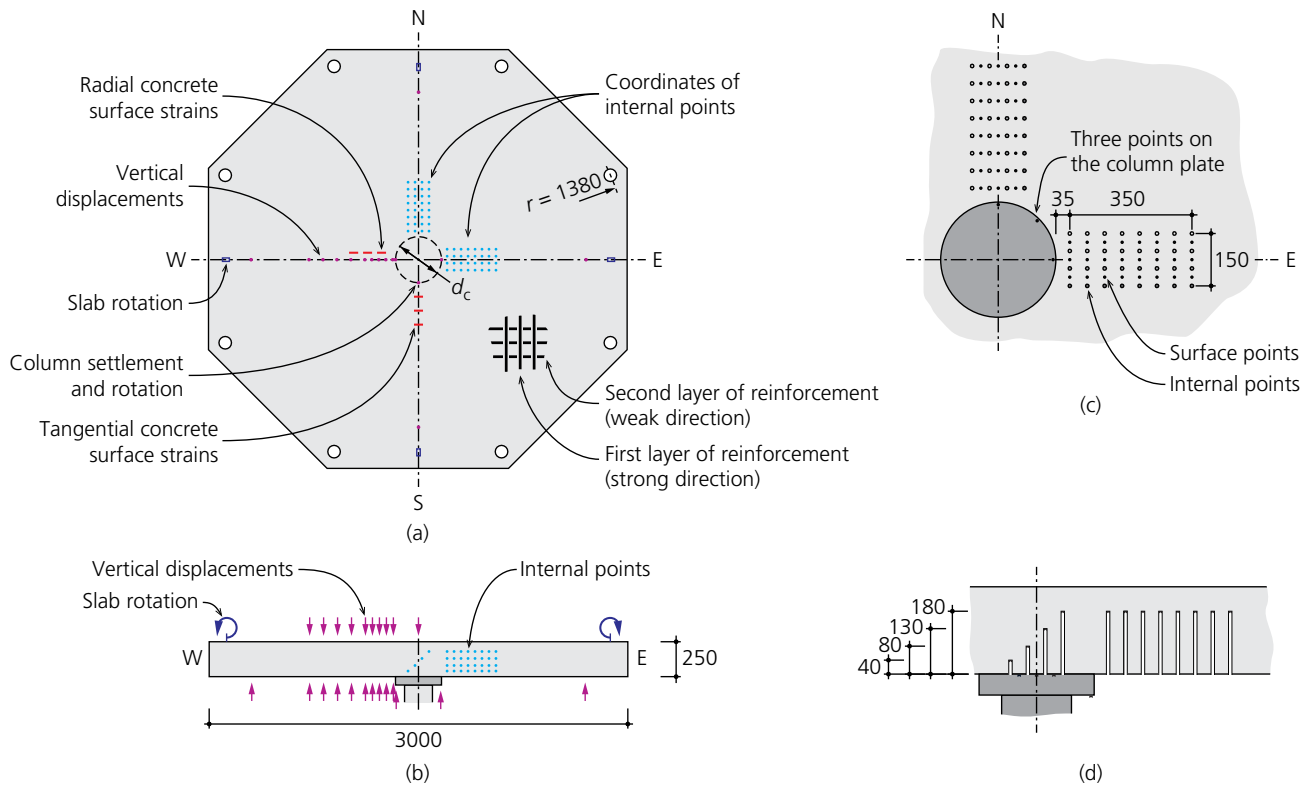 N
Radial concrete
surface strains
Coordinates of
internal points
Vertical
displacements
r = 1380
W
E
Slab rotation
d_c
Column settlement
and rotation
Second layer of reinforcement
(weak direction)
Tangential concrete
surface strains
First layer of reinforcement
(strong direction)
S
(a)
Vertical displacements
Internal points
Slab rotation
W
E
250
3000
(b)
N
Three points on
the column plate
35
350
150
E
Surface points
Internal points
(c)
180
130
80
40
(d)